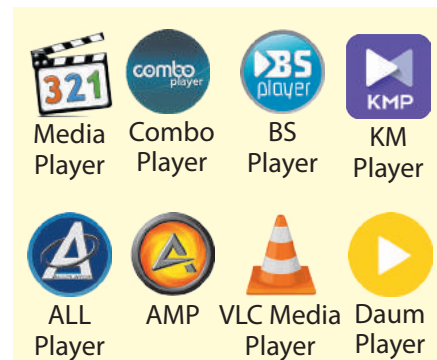 321
combo
player
BS
player
KMP
Media Combo BS KM
Player Player Player Player
A A
ALL AMP VLC Media Daum
Player Player Player